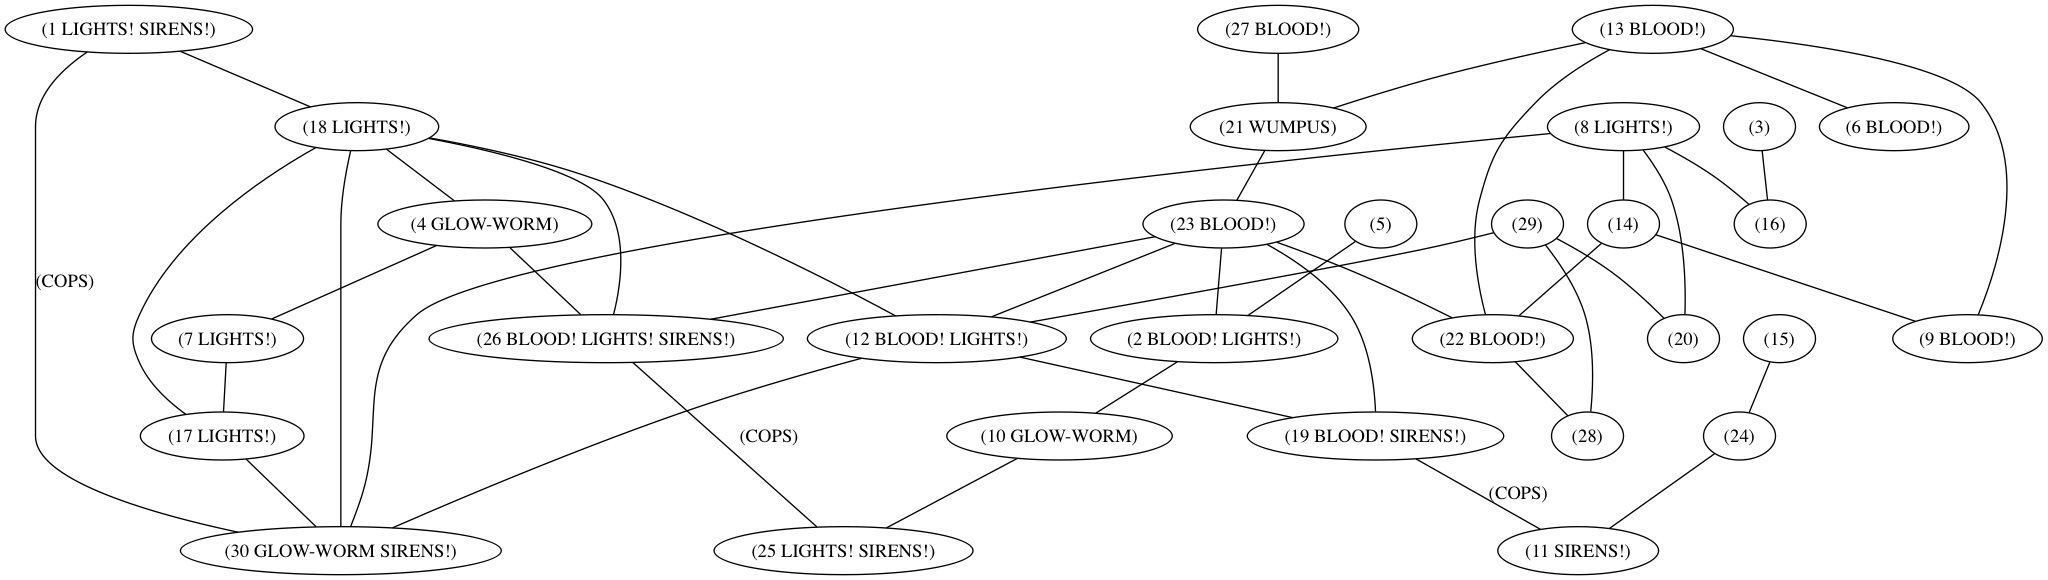 (1 LIGHTS! SIRENS!)
(27 BLOOD!)
(13 BLOOD!)
(18 LIGHTS!)
(21 WUMPUS)
(8 LIGHTS!)
(3)
(6 BLOOD!)
(4 GLOW-WORM)
(23 BLOOD!)
(5)
(29)
(14)
(16)
(COPS)
(7 LIGHTS!)
(26 BLOOD! LIGHTS! SIRENS!)
(12 BLOOD! LIGHTS!)
(2 BLOOD! LIGHTS!)
(22 BLOOD!)
(20)
(15)
(9 BLOOD!)
(17 LIGHTS!)
(COPS)
(10 GLOW-WORM)
(19 BLOOD! SIRENS!)
(28)
(24)
(COPS)
(30 GLOW-WORM SIRENS!)
(25 LIGHTS! SIRENS!)
(11 SIRENS!)